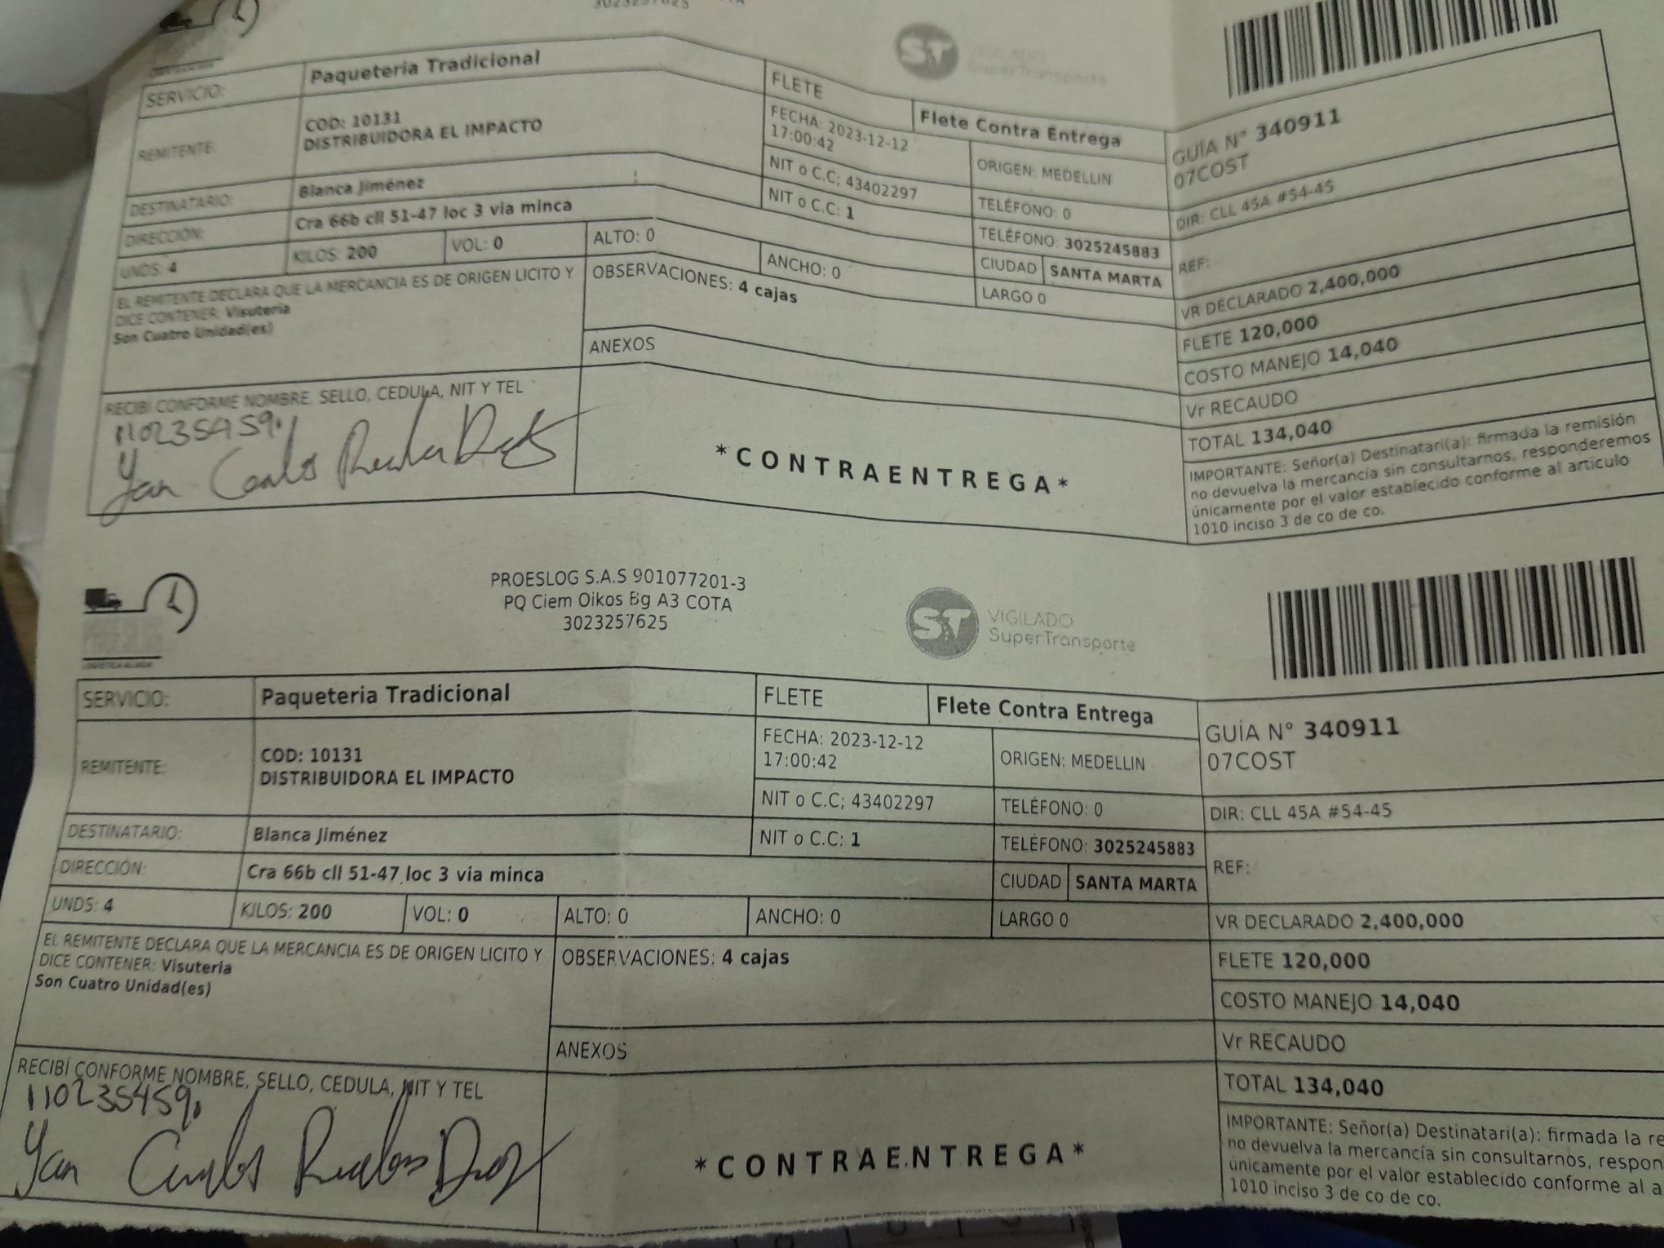 3023257625
VIGILADO
SuperTransporte
SERVICIO: Paqueteria Tradicional FLETE Flete Contra Entrega
GUÍA N° 340911
07COST
REMITENTE: COD: 10131
DISTRIBUIDORA EL IMPACTO
FECHA: 2023-12-12
17:00:42
ORIGEN: MEDELLIN
NIT o C.C; 43402297 TELÉFONO: 0 DIR: CLL 45A #54-45
DESTINATARIO: Blanca Jiménez NIT o C.C: 1 TELÉFONO: 3025245883 REF:
DIRECCIÓN: Cra 66b cll 51-47 loc 3 via minca CIUDAD SANTA MARTA
UNDS: 4 KILOS: 200 VOL: 0 ALTO: 0 ANCHO: 0 LARGO 0 VR DECLARADO 2,400,000
EL REMITENTE DECLARA QUE LA MERCANCIA ES DE ORIGEN LICITO Y
DICE CONTENER: Visuteria
Son Cuatro Unidad(es)
OBSERVACIONES: 4 cajas
FLETE 120,000
COSTO MANEJO 14,040
ANEXOS
Vr RECAUDO
TOTAL 134,040
RECIBÍ CONFORME NOMBRE, SELLO, CEDULA, NIT Y TEL
1102354591
Yan Carlos
*CONTRAENTREGA*
IMPORTANTE: Señor(a) Destinatari(a): firmada la remisión
no devuelva la mercancía sin consultarnos, responderemos
únicamente por el valor establecido conforme al articulo
1010 inciso 3 de co de co.
PROESLOG S.A.S 901077201-3
PQ Ciem Oikos Bg A3 COTA
3023257625
PROESLOG
ST VIGILADO
SuperTransporte
SERVICIO: Paqueteria Tradicional FLETE Flete Contra Entrega
GUÍA N° 340911
07COST
REMITENTE: COD: 10131
DISTRIBUIDORA EL IMPACTO
FECHA: 2023-12-12
17:00:42
ORIGEN: MEDELLIN
NIT o C.C; 43402297 TELÉFONO: 0 DIR: CLL 45A #54-45
DESTINATARIO: Blanca Jiménez NIT o C.C: 1 TELÉFONO: 3025245883 REF:
DIRECCIÓN: Cra 66b cll 51-47 loc 3 via minca CIUDAD SANTA MARTA
UNDS: 4 KILOS: 200 VOL: 0 ALTO: 0 ANCHO: 0 LARGO 0 VR DECLARADO 2,400,000
EL REMITENTE DECLARA QUE LA MERCANCIA ES DE ORIGEN LICITO Y
DICE CONTENER: Visuteria
Son Cuatro Unidad(es)
OBSERVACIONES: 4 cajas
FLETE 120,000
COSTO MANEJO 14,040
ANEXOS
Vr RECAUDO
TOTAL 134,040
RECIBÍ CONFORME NOMBRE, SELLO, CEDULA, NIT Y TEL
1102354591
Yan Carlos
*CONTRAENTREGA*
IMPORTANTE: Señor(a) Destinatari(a): firmada la re
no devuelva la mercancía sin consultarnos, respon
únicamente por el valor establecido conforme al a
1010 inciso 3 de co de co.